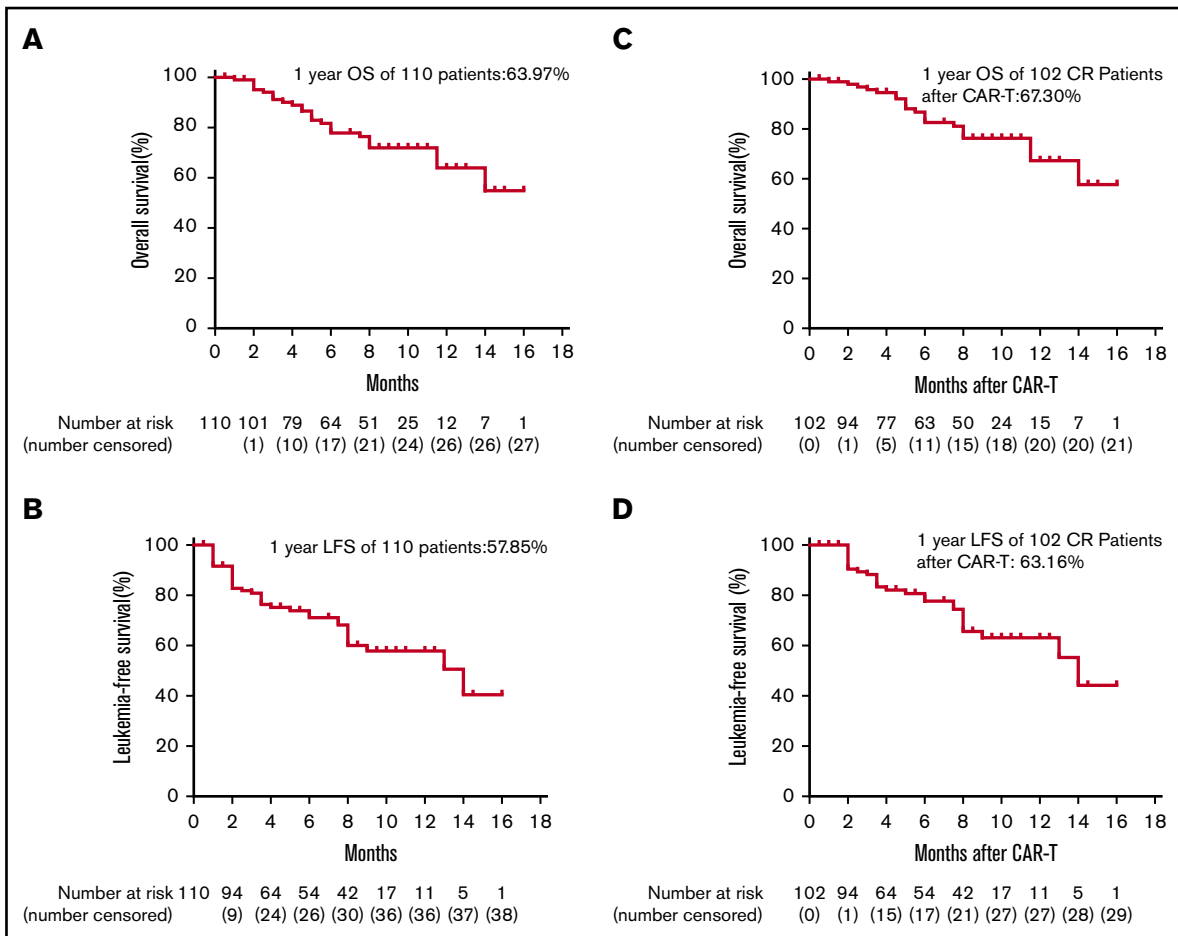 A
1 year OS of 110 patients:63.97%
Overall survival(%)
100
80
60
40
20
0
0 2 4 6 8 10 12 14 16 18
Months
Number at risk 110 101 79 64 51 25 12 7 1
(number censored) (1) (10) (17) (21) (24) (26) (26) (27)
C
1 year OS of 102 CR Patients
after CAR-T:67.30%
Overall survival(%)
100
80
60
40
20
0
0 2 4 6 8 10 12 14 16 18
Months after CAR-T
Number at risk 102 94 77 63 50 24 15 7 1
(number censored) (0) (1) (5) (11) (15) (18) (20) (20) (21)
B
1 year LFS of 110 patients:57.85%
Leukemia-free survival(%)
100
80
60
40
20
0
0 2 4 6 8 10 12 14 16 18
Months
Number at risk 110 94 64 54 42 17 11 5 1
(number censored) (9) (24) (26) (30) (36) (36) (37) (38)
D
1 year LFS of 102 CR Patients
after CAR-T: 63.16%
Leukemia-free survival (%)
100
80
60
40
20
0
0 2 4 6 8 10 12 14 16 18
Months after CAR-T
Number at risk 102 94 64 54 42 17 11 5 1
(number censored) (0) (1) (15) (17) (21) (27) (27) (28) (29)